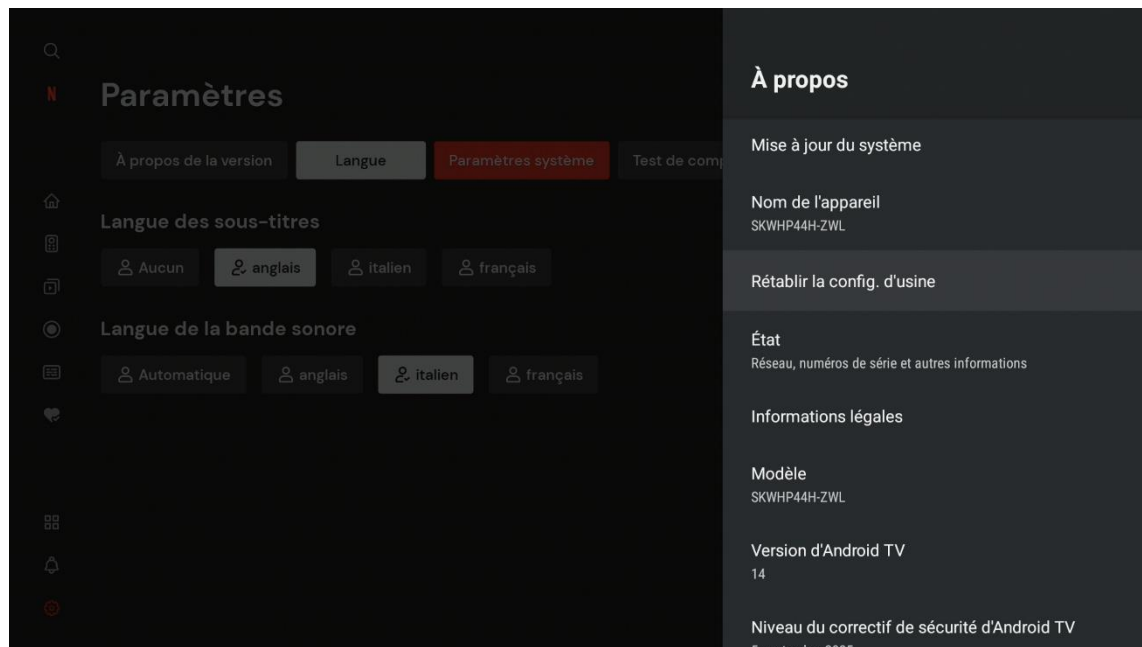 N
Paramètres
À propos de la version
Langue
Paramètres système
Test de comp
Langue des sous-titres
Aucun
anglais
italien
français
Langue de la bande sonore
Automatique
anglais
italien
français
À propos
Mise à jour du système
Nom de l'appareil
SKWHP44H-ZWL
Rétablir la config. d'usine
État
Réseau, numéros de série et autres informations
Informations légales
Modèle
SKWHP44H-ZWL
Version d'Android TV
14
Niveau du correctif de sécurité d'Android TV